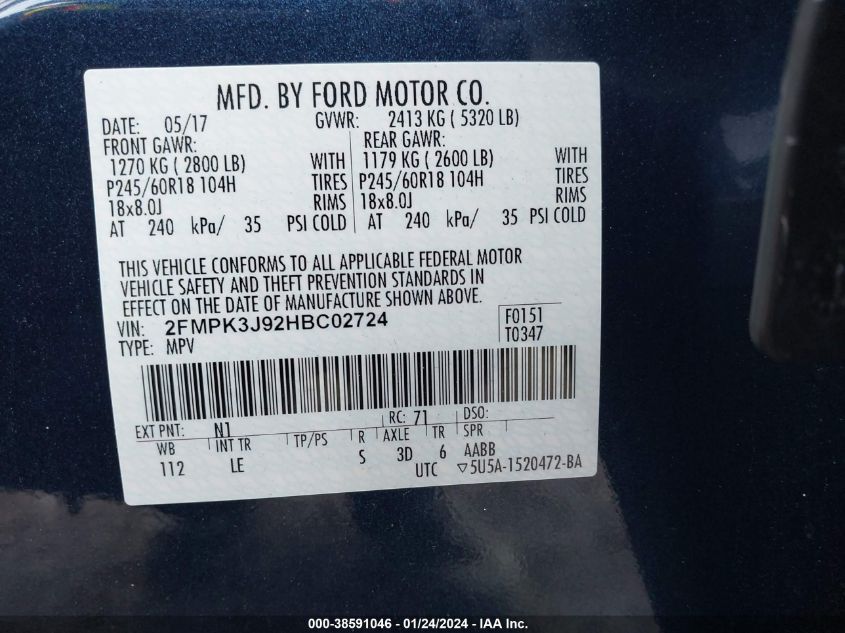 MFD. BY FORD MOTOR CO.
DATE: 05/17 GVWR: 2413 KG ( 5320 LB)
FRONT GAWR: REAR GAWR:
1270 KG ( 2800 LB) WITH 1179 KG ( 2600 LB) WITH
P245/60R18 104H TIRES P245/60R18 104H TIRES
18x8.0J RIMS 18x8.0J RIMS
AT 240 kPa/ 35 PSI COLD AT 240 kPa/ 35 PSI COLD
THIS VEHICLE CONFORMS TO ALL APPLICABLE FEDERAL MOTOR
VEHICLE SAFETY AND THEFT PREVENTION STANDARDS IN
EFFECT ON THE DATE OF MANUFACTURE SHOWN ABOVE.
VIN: 2FMPK3J92HBC02724 F0151
TYPE: MPV T0347
EXT PNT: N1 RC: 71 DSO:
WB INT TR TP/PS R AXLE TR SPR
112 LE S 3D 6 AABB
UTC ▽5U5A-1520472-BA
000-38591046 — 01/24/2024 — IAA Inc.